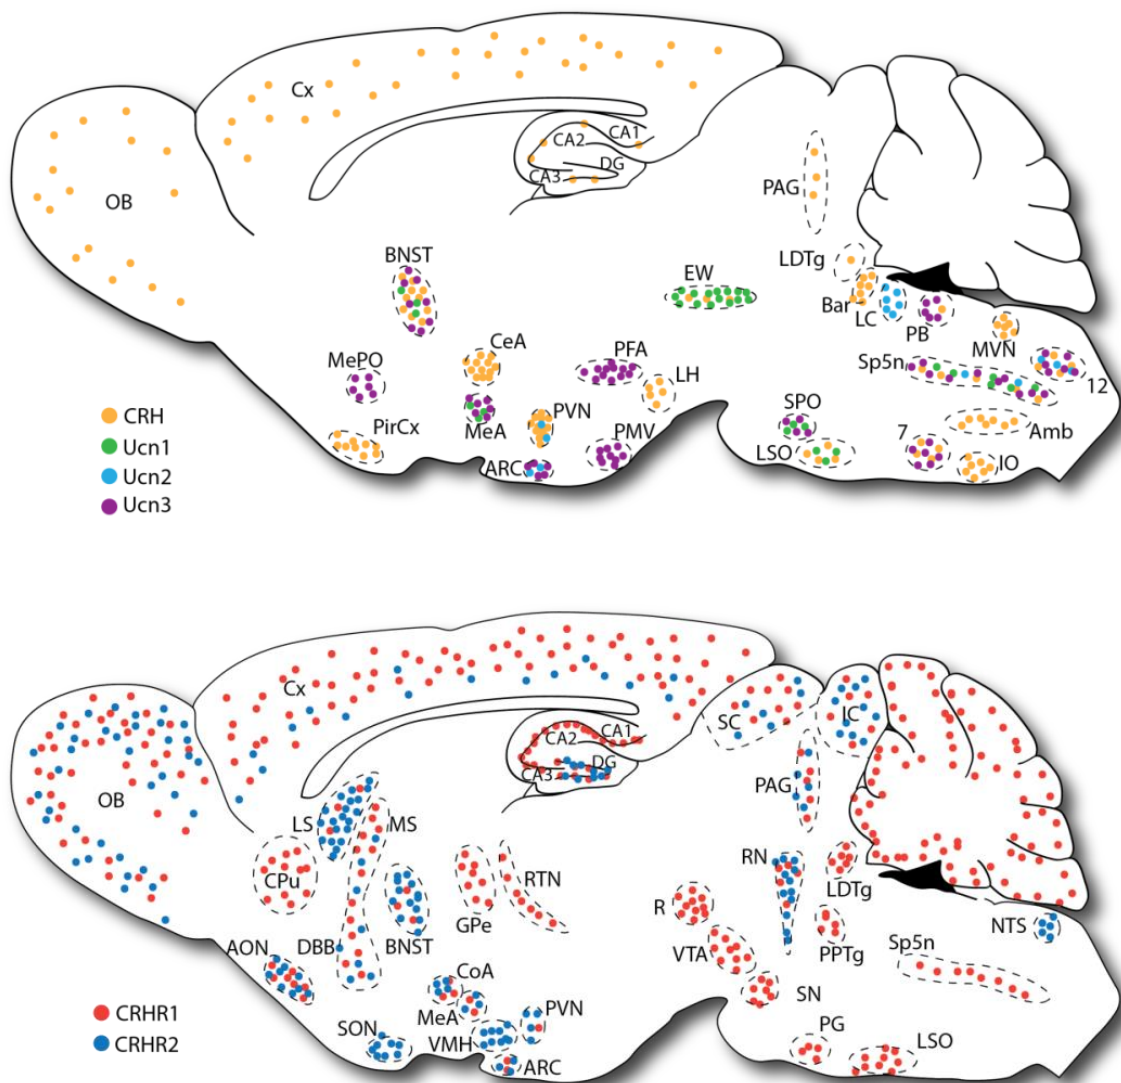 Cx
CA1
CA2
DG
CA3
OB
PAG
LDTg
BNST
EW
Bar
LC
PB
MVN
CeA
PFA
LH
Sp5n
12
MePO
MeA
PVN
PMV
SPO
Amb
PirCx
ARC
LSO
7
IO
CRH
Ucn1
Ucn2
Ucn3
Cx
SC
IC
CA1
CA2
DG
CA3
PAG
OB
LS
MS
CPu
RTN
GPe
RN
LDTg
R
BNST
DBB
AON
VTA
PPTg
NTS
Sp5n
CoA
MeA
PVN
SN
SON
VMH
ARC
PG
LSO
CRHR1
CRHR2